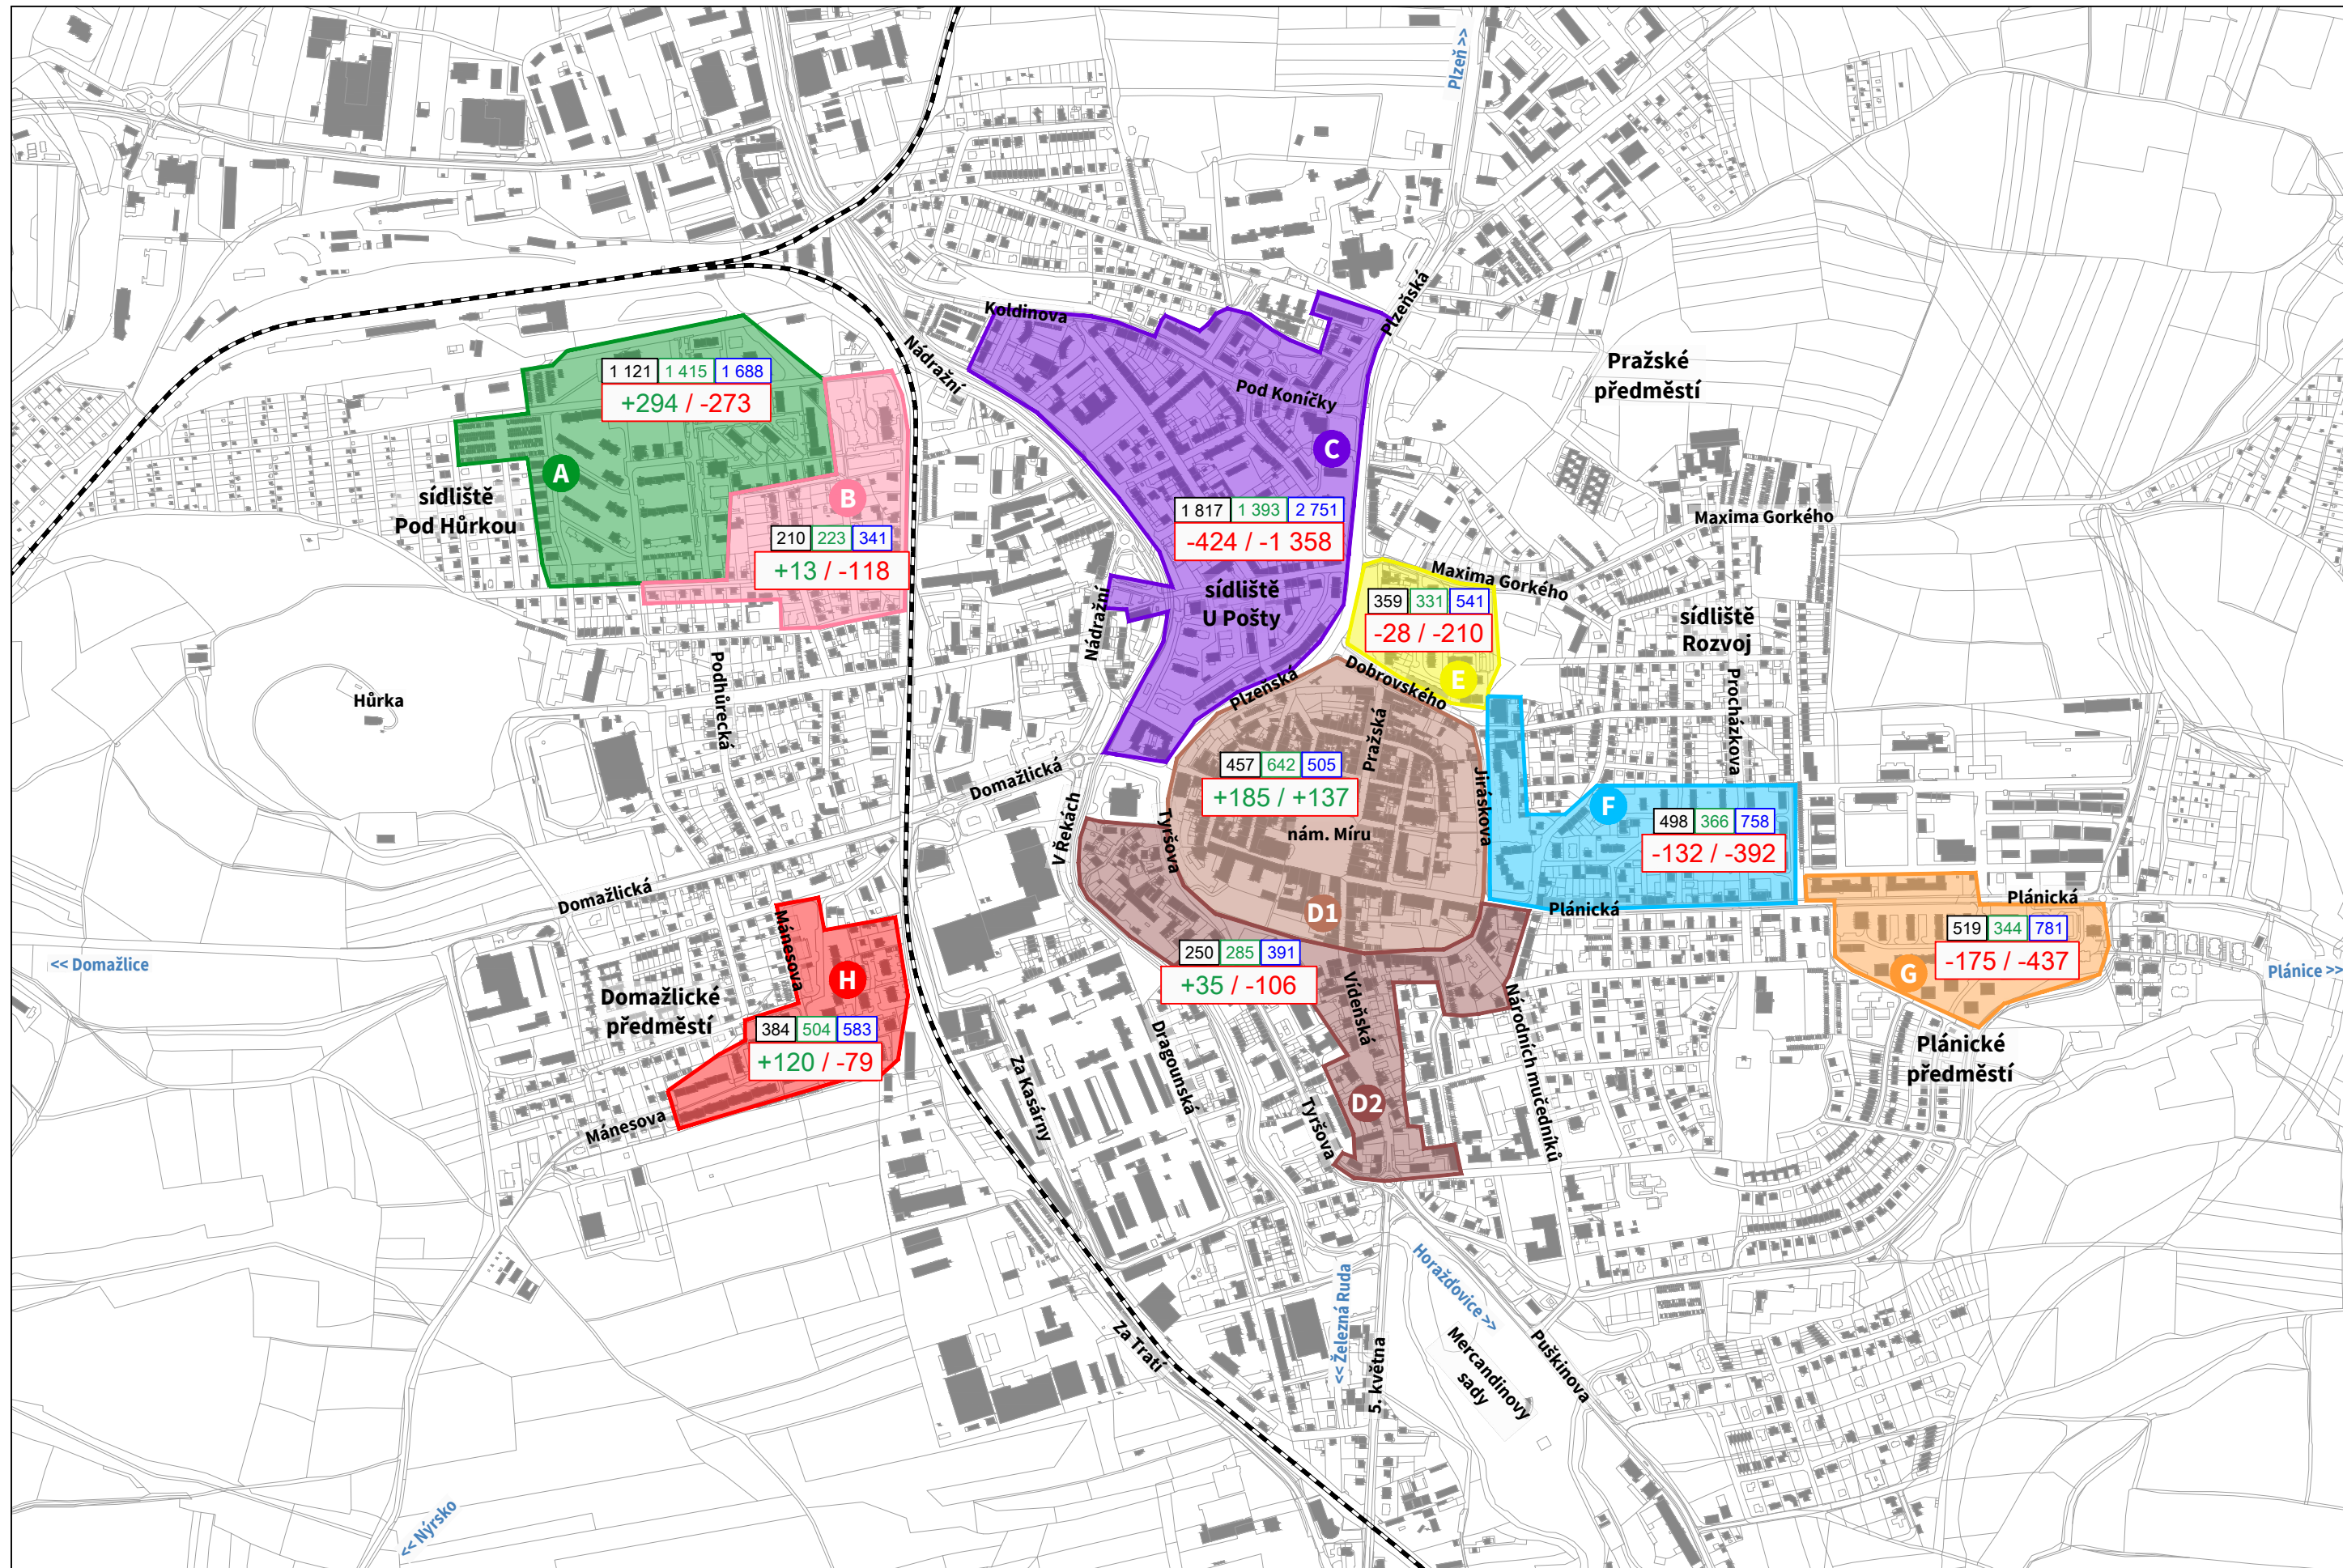 Plzeň >>
Koldinova
Plzeňská
Nádražní
Pražské
předměstí
1 121 1 415 1 688
+294 / -273
Pod Koníčky
C
A
B
sídliště
Pod Hůrkou
1 817 1 393 2 751
-424 / -1 358
Maxima Gorkého
210 223 341
+13 / -118
Maxima Gorkého
sídliště
U Pošty
359 331 541
-28 / -210
sídliště
Rozvoj
Nádražní
Podhůrecká
Hůrka
Plzeňská
Dobrovského
E
Procházkova
Pražská
Domažlická
457 642 505
+185 / +137
Jiráskova
F
498 366 758
-132 / -392
V Řekách
Tyršova
nám. Míru
Domažlická
D1
Plánická
Plánická
Mánesova
H
<< Domažlice
250 285 391
+35 / -106
519 344 781
-175 / -437
G
Plánice >>
Domažlické
předměstí
384 504 583
+120 / -79
Vídeňská
Národních mučedníků
Plánické
předměstí
Za Kasárny
Dragounská
Tyršova
D2
Mánesova
Horažďovice >>
<< Železná Ruda
Za Tratí
5. května
Mercandinovy
sady
Puškinova
<< Nýrsko